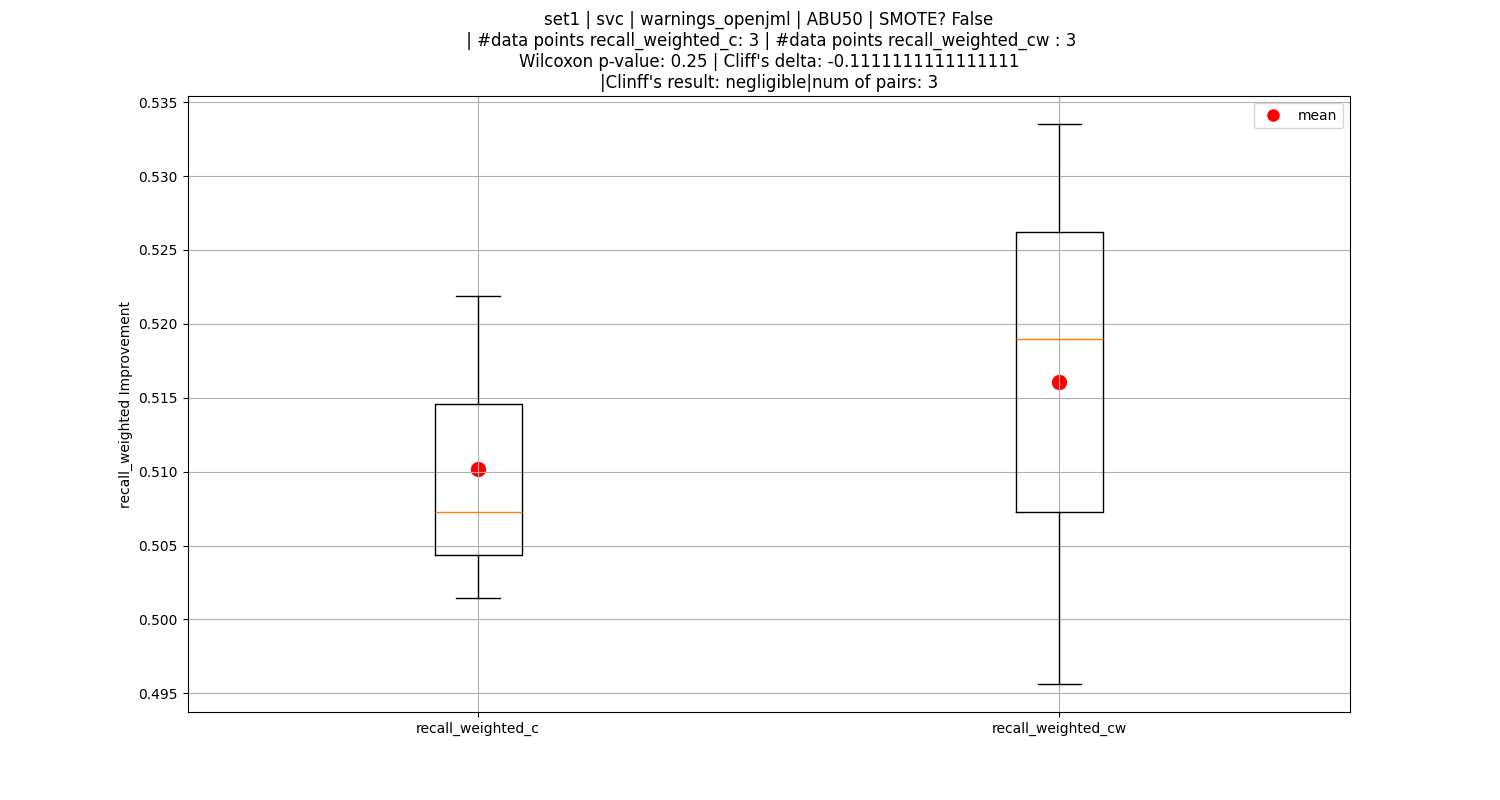 set1 | svc | warnings_openjml | ABU50 | SMOTE? False
| #data points recall_weighted_c: 3 | #data points recall_weighted_cw : 3
Wilcoxon p-value: 0.25 | Cliff's delta: -0.1111111111111111
|Clinff's result: negligible|num of pairs: 3
mean
recall_weighted Improvement
0.535
0.530
0.525
0.520
0.515
0.510
0.505
0.500
0.495
recall_weighted_c
recall_weighted_cw